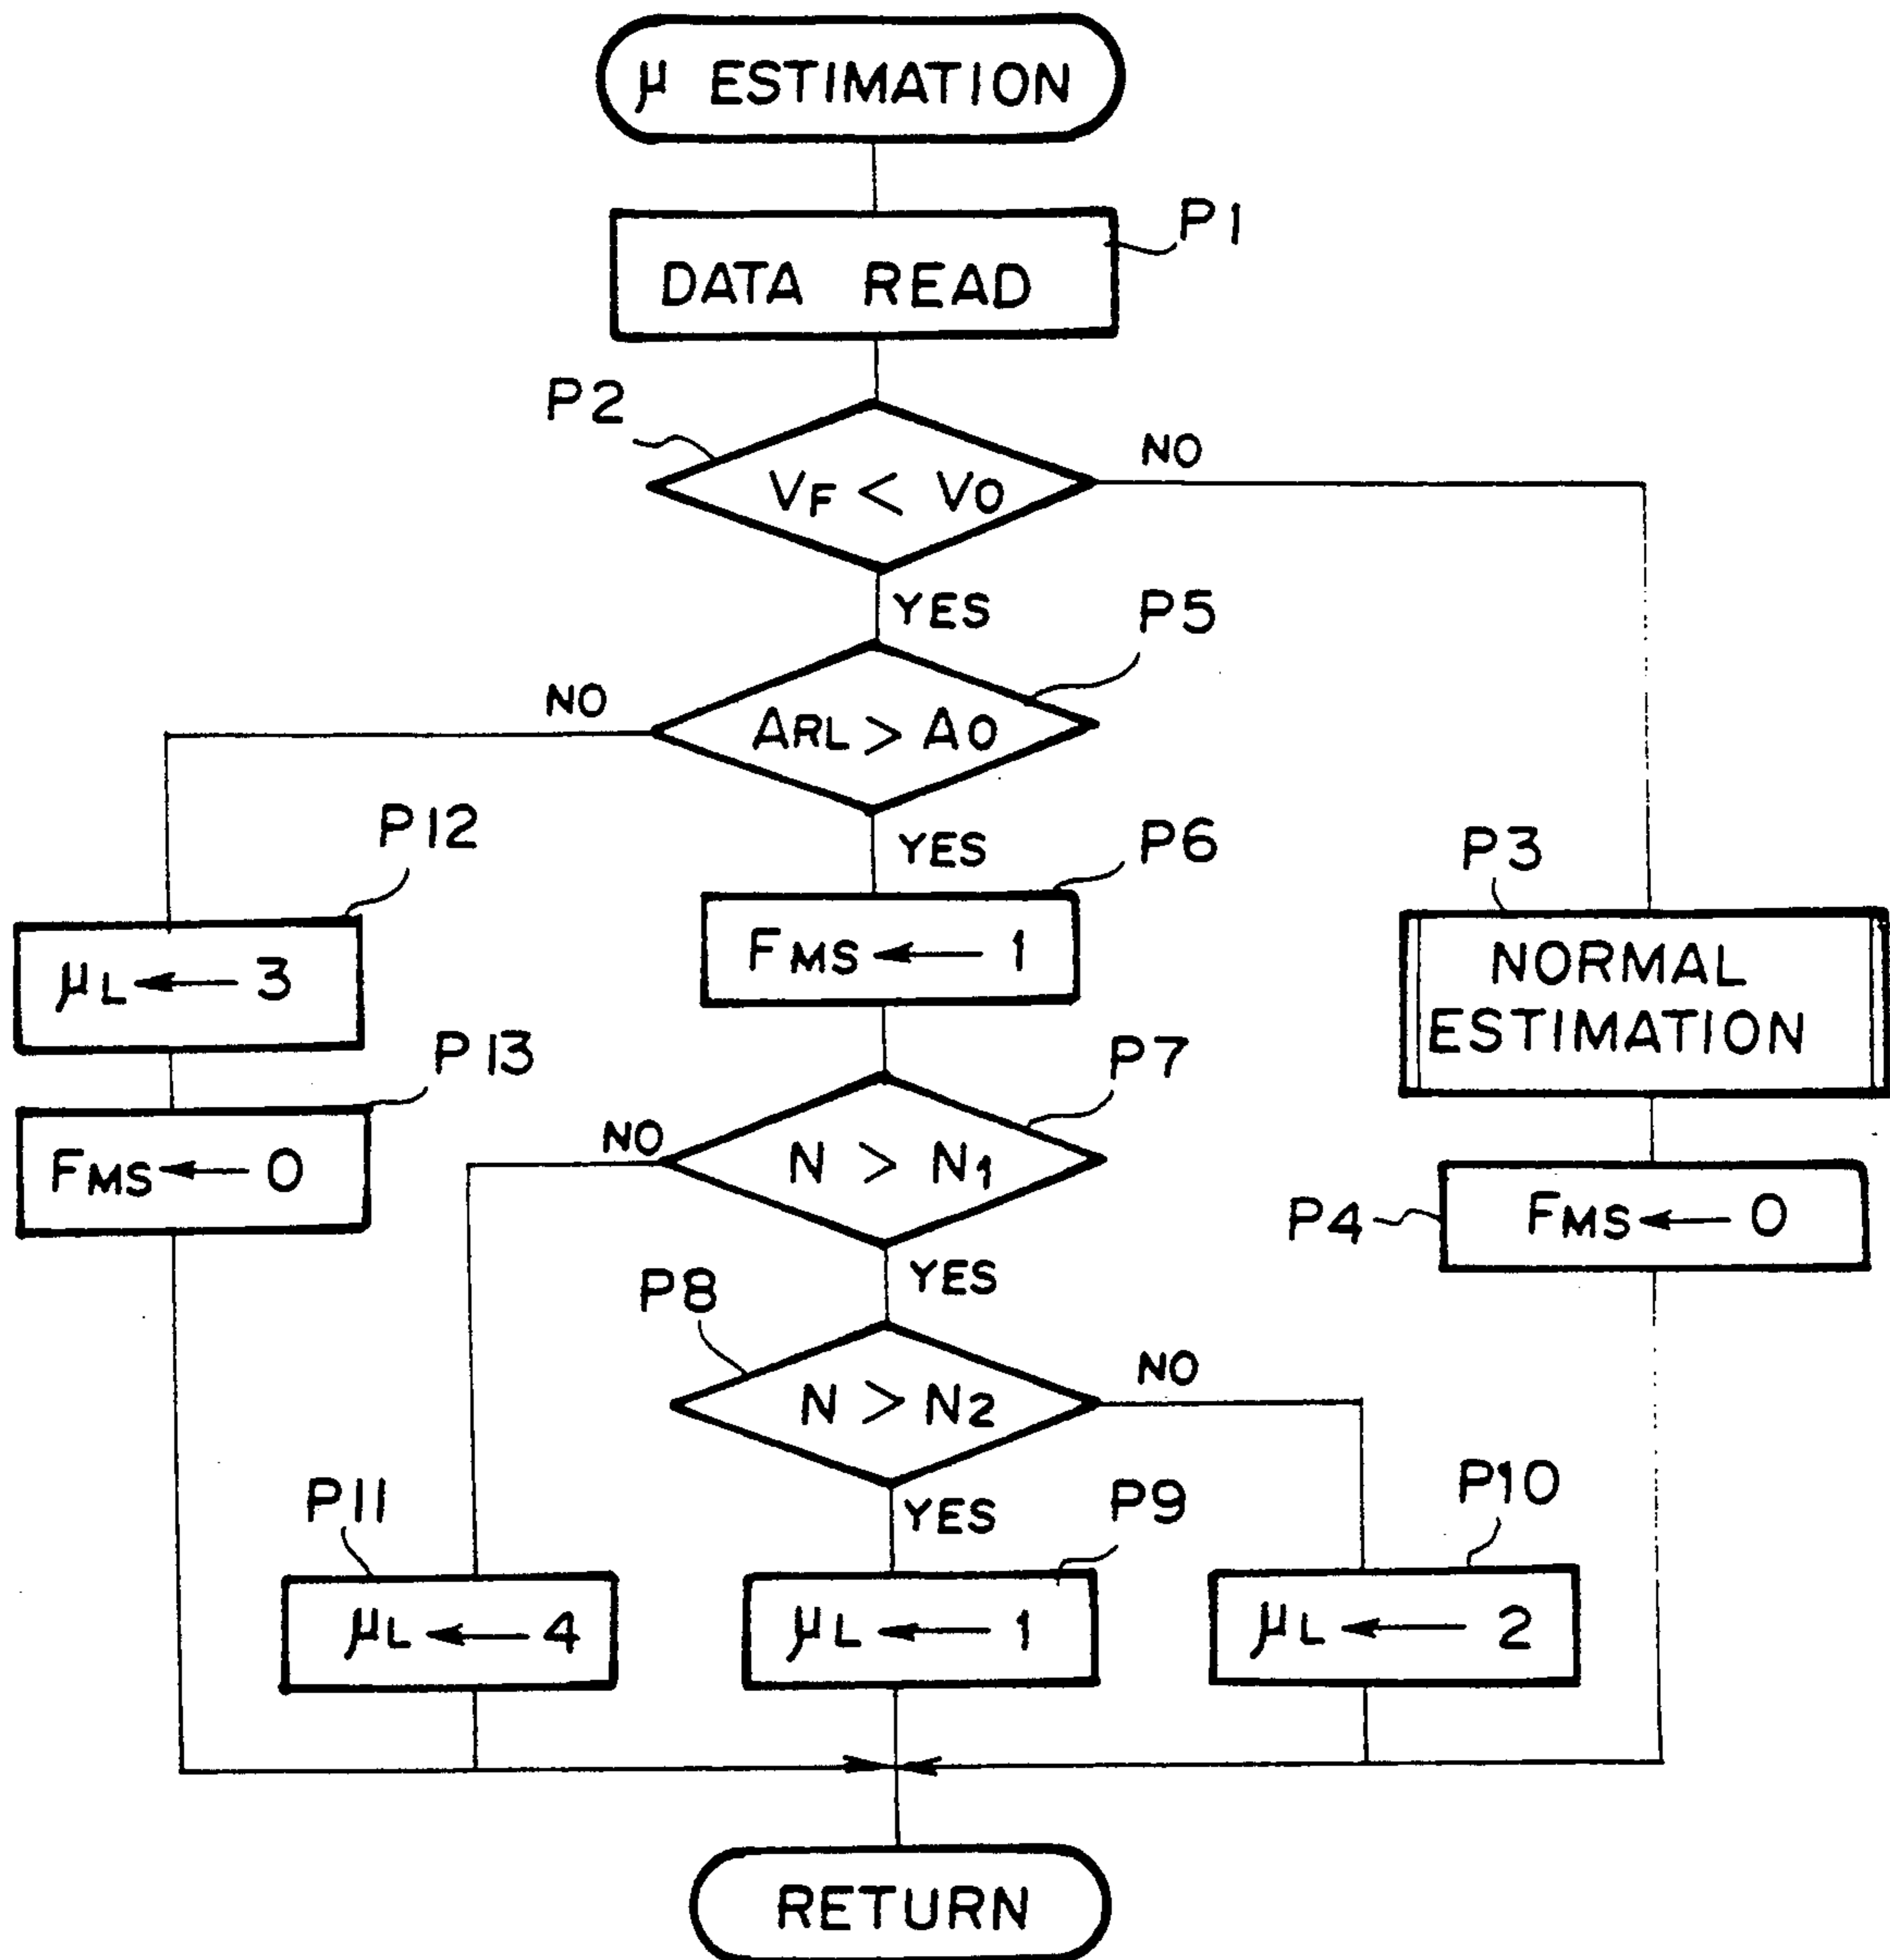 μ ESTIMATION
P1
DATA READ
P2
VF < VO
NO
YES
P5
NO
ARL > AO
YES
P12
P6
P3
μL ← 3
FMS ← 1
NORMAL
ESTIMATION
P13
P7
FMS ← 0
NO
N > N1
P4
FMS ← 0
YES
P8
NO
N > N2
P11
YES
P9
P10
μL ← 4
μL ← 1
μL ← 2
RETURN